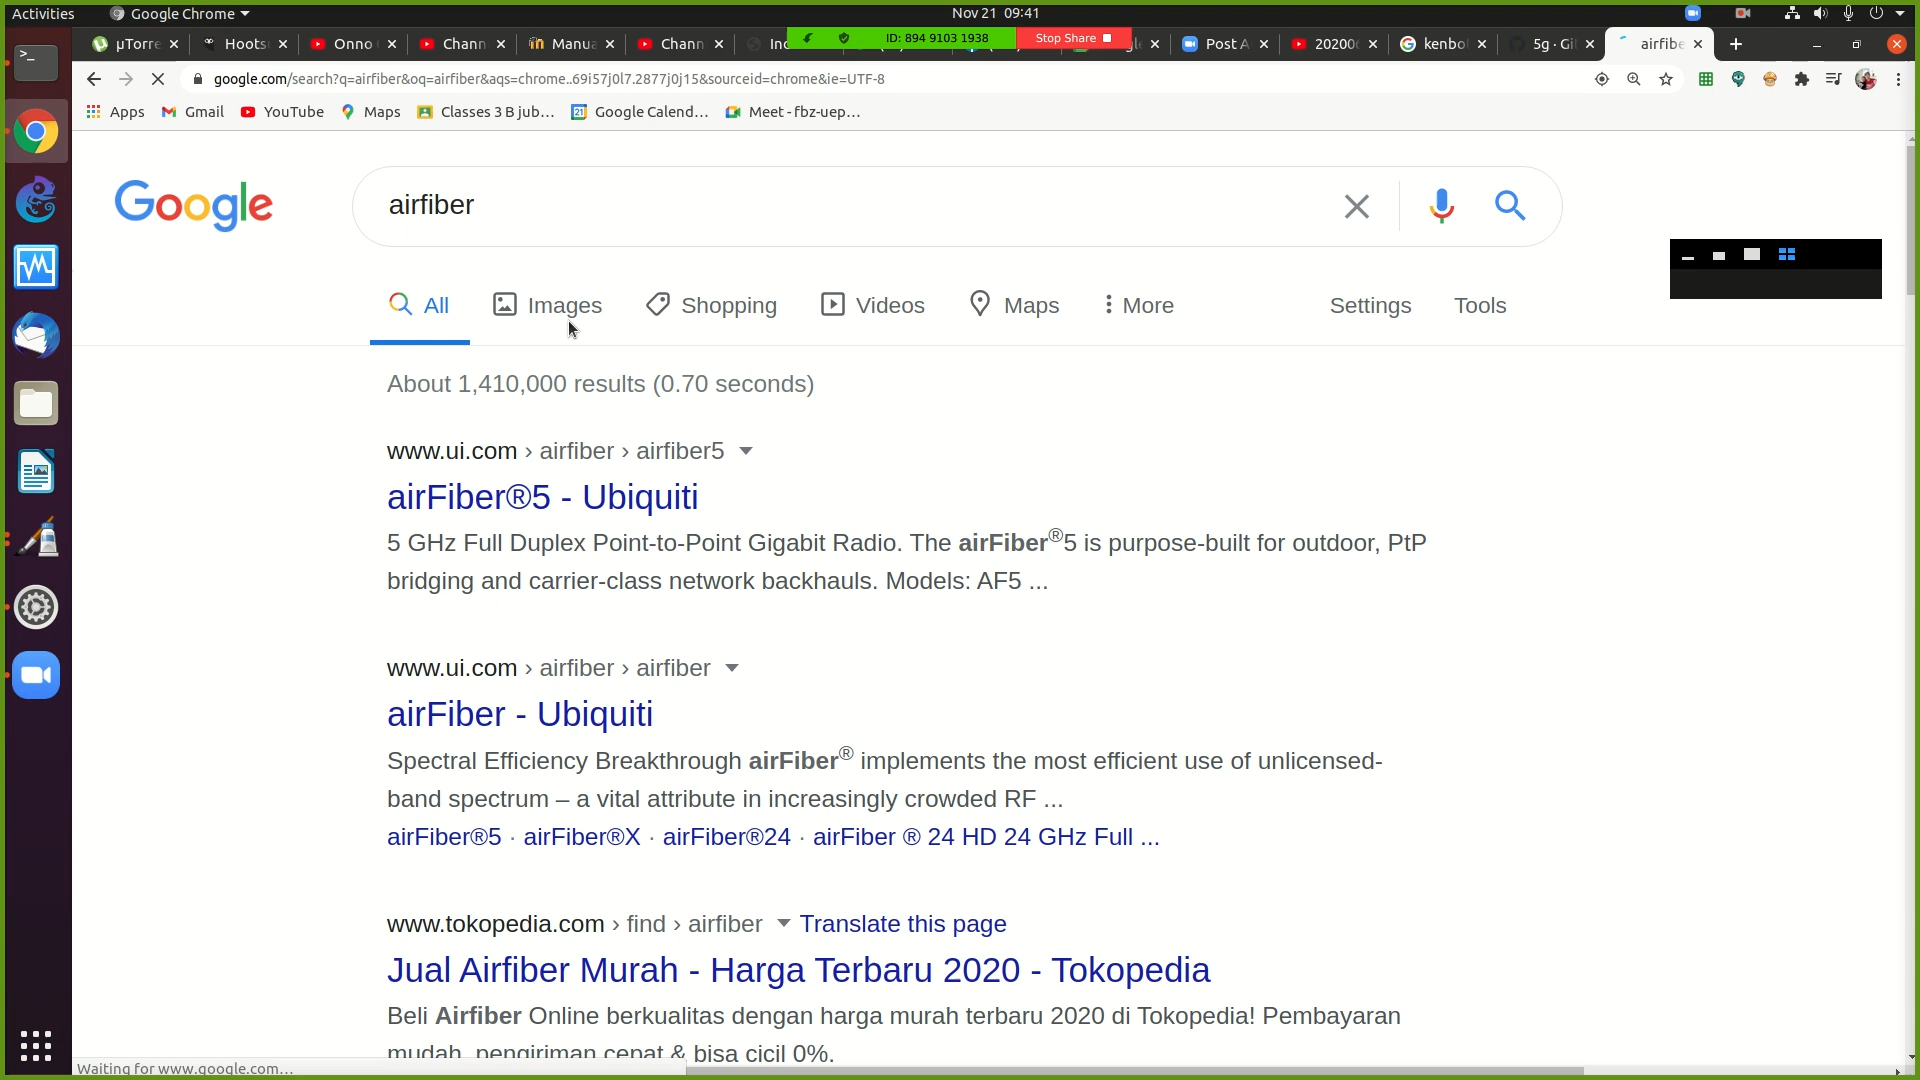 Activities
Google Chrome
Nov 21 09:41
µTorre
Hoots
Onno
Chann
Manua
Chann
ID: 894 9103 1938
Stop Share
Post A
20200
kenbo
5g - Gi
airfibe
google.com/search?q=airfiber&oq=airfiber&aqs=chrome..69i57j0l7.2877j0j15&sourceid=chrome&ie=UTF-8
Apps
Gmail
YouTube
Maps
Classes 3 B jub...
Google Calend...
Meet - fbz-uep...
Google
airfiber
All
Images
Shopping
Videos
Maps
More
Settings
Tools
About 1,410,000 results (0.70 seconds)
www.ui.com › airfiber › airfiber5
airFiber®5 - Ubiquiti
5 GHz Full Duplex Point-to-Point Gigabit Radio. The airFiber®5 is purpose-built for outdoor, PtP
bridging and carrier-class network backhauls. Models: AF5 ...
www.ui.com › airfiber › airfiber
airFiber - Ubiquiti
Spectral Efficiency Breakthrough airFiber® implements the most efficient use of unlicensed-
band spectrum – a vital attribute in increasingly crowded RF ...
airFiber®5 · airFiber®X · airFiber®24 · airFiber ® 24 HD 24 GHz Full ...
www.tokopedia.com › find › airfiber
Translate this page
Jual Airfiber Murah - Harga Terbaru 2020 - Tokopedia
Beli Airfiber Online berkualitas dengan harga murah terbaru 2020 di Tokopedia! Pembayaran
mudah, pengiriman cepat & bisa cicil 0%.
Waiting for www.google.com...